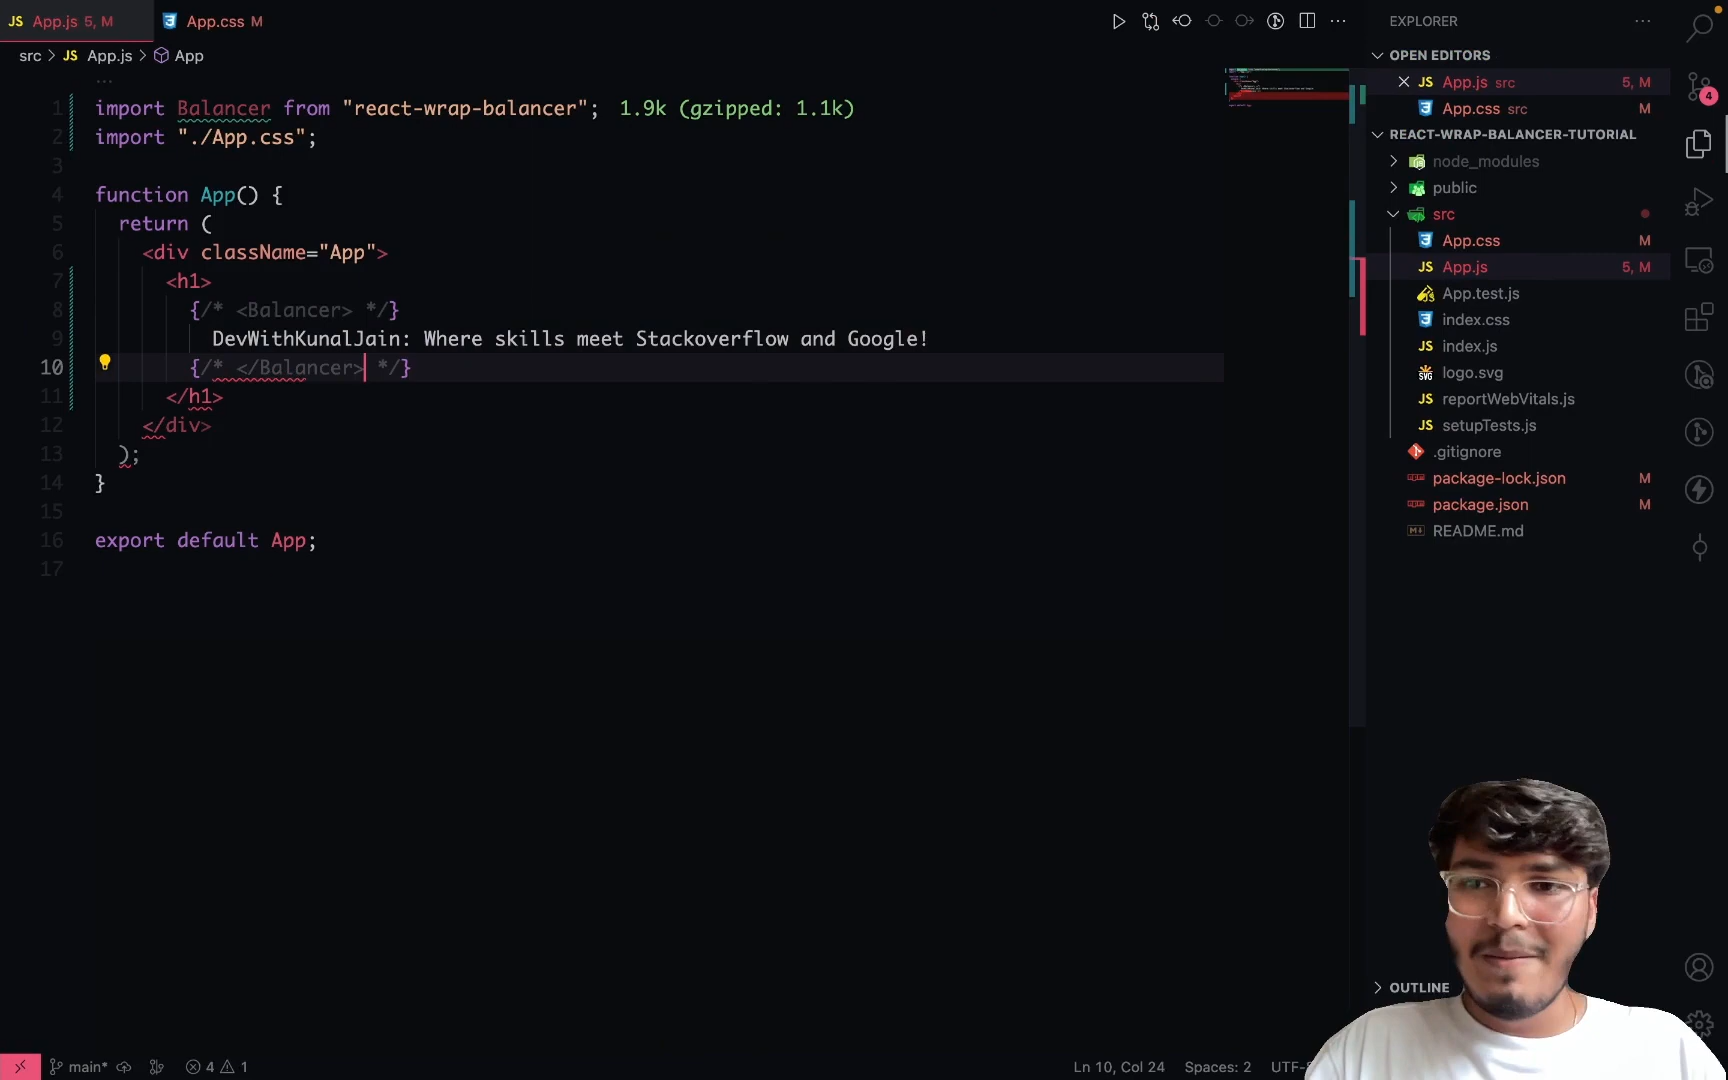 JS App.js 5, M
App.css M
src > JS App.js > App
...
1 import Balancer from "react-wrap-balancer"; 1.9k (gzipped: 1.1k)
2 import "./App.css";
3
4 function App() {
5 return (
6 <div className="App">
7 <h1>
8 {/* <Balancer> */}
9 DevWithKunalJain: Where skills meet Stackoverflow and Google!
10 {/* </Balancer> */}
11 </h1>
12 </div>
13 );
14 }
15
16 export default App;
17
EXPLORER
OPEN EDITORS
JS App.js src 5, M
App.css src M
REACT-WRAP-BALANCER-TUTORIAL
node_modules
public
src
App.css M
JS App.js 5, M
App.test.js
index.css
JS index.js
SVG logo.svg
JS reportWebVitals.js
JS setupTests.js
.gitignore
package-lock.json M
package.json M
README.md
OUTLINE
4
main* 4 1
Ln 10, Col 24 Spaces: 2 UTF-